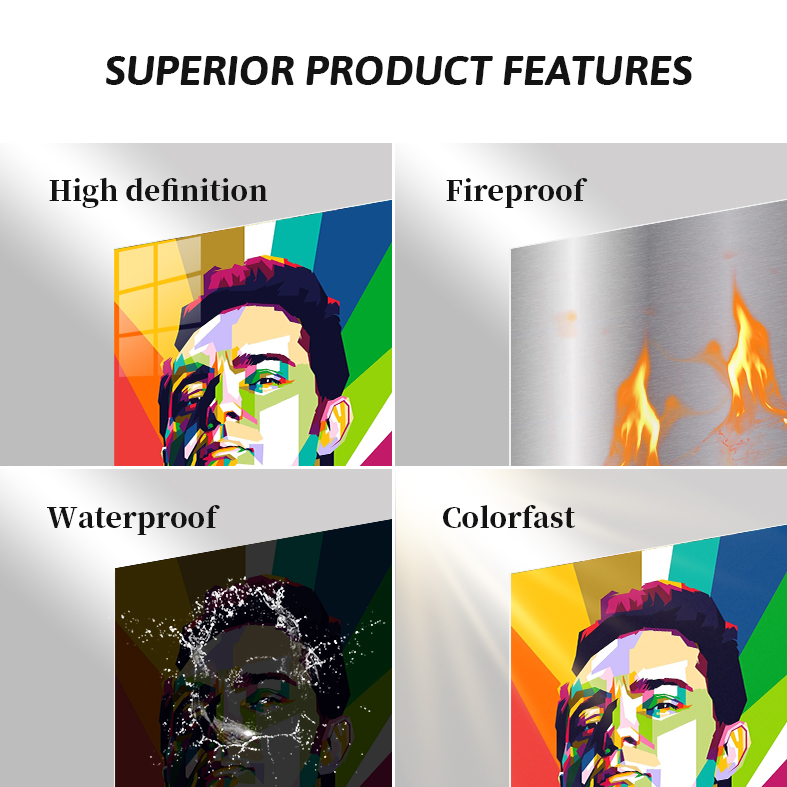 SUPERIOR PRODUCT FEATURES
High definition
Fireproof
Waterproof
Colorfast